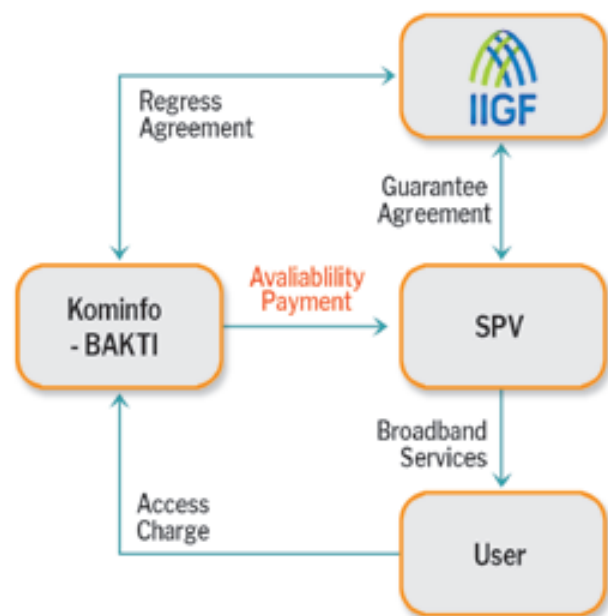 IIGF
Regress
Agreement
Guarantee
Agreement
Avaliablility
Payment
Kominfo
- BAKTI
SPV
Broadband
Services
Access
Charge
User